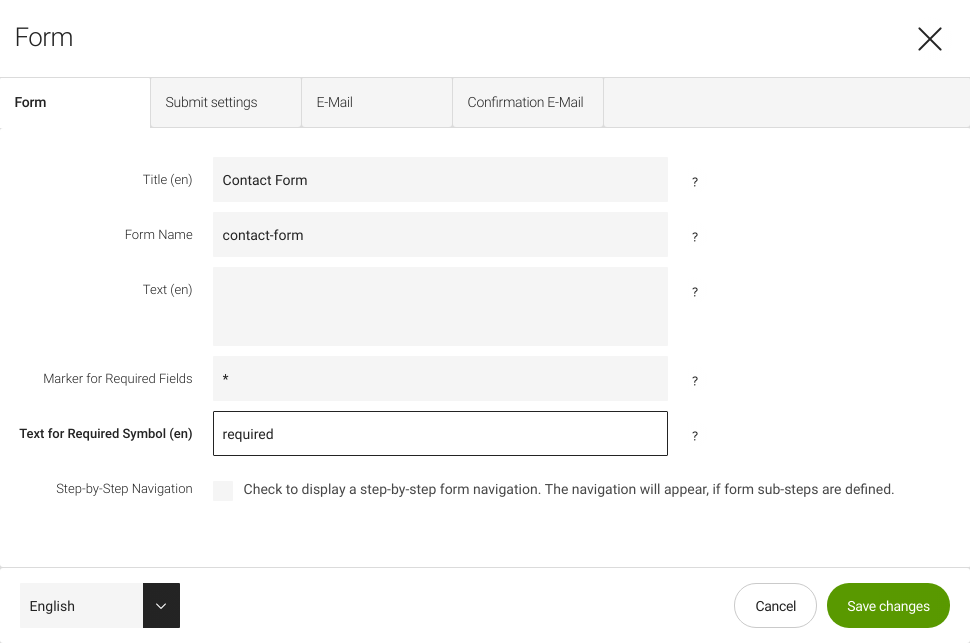 Form
Form
Submit settings
E-Mail
Confirmation E-Mail
Title (en)
Contact Form
?
Form Name
contact-form
?
Text (en)
?
Marker for Required Fields
*
?
Text for Required Symbol (en)
required
?
Step-by-Step Navigation
Check to display a step-by-step form navigation. The navigation will appear, if form sub-steps are defined.
English
Cancel
Save changes